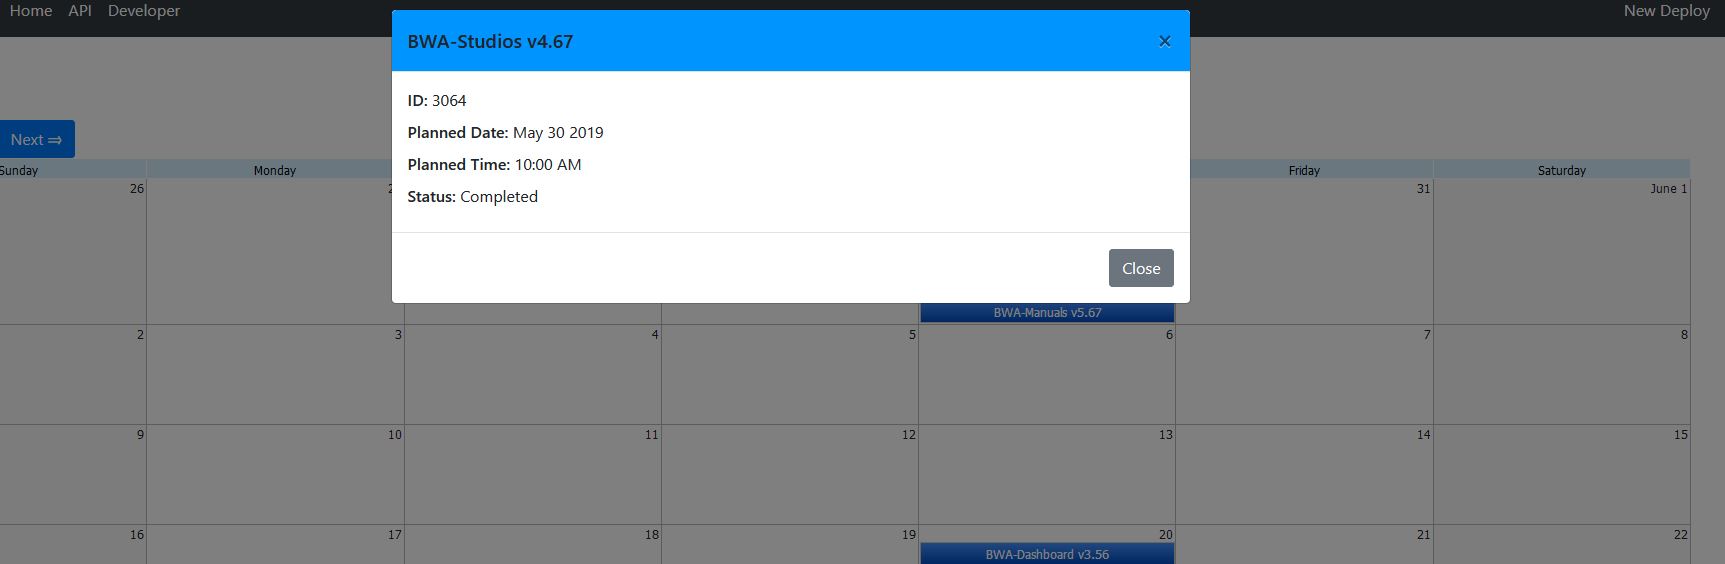 Home API Developer New Deploy
BWA-Studios v4.67 ×
ID: 3064
Planned Date: May 30 2019
Next ⇒
Planned Time: 10:00 AM
Sunday Monday Friday Saturday
26 2 31 June 1
Status: Completed
Close
BWA-Manuals v5.67
2 3 4 5 6 7 8
9 10 11 12 13 14 15
16 17 18 19 20 21 22
BWA-Dashboard v3.56